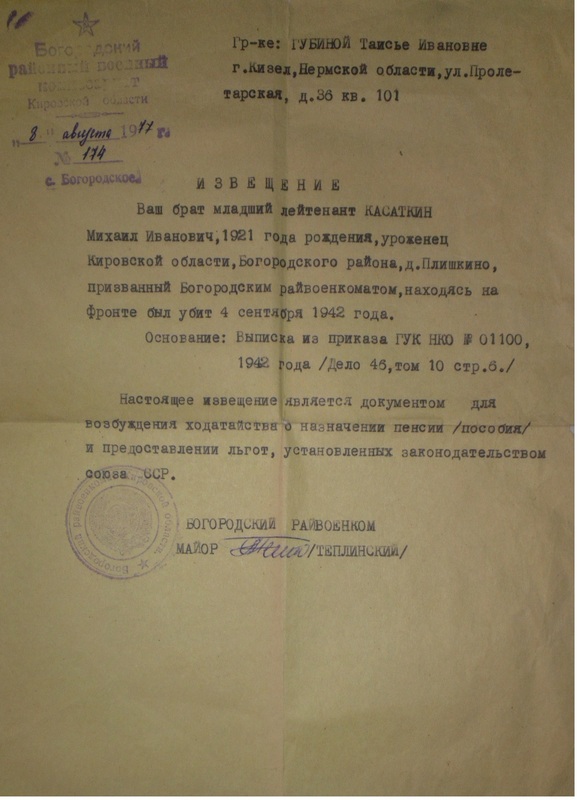 Богородский
районный военный
комиссариат
Кировской области
„8" августа 1977 г.
№ 174
с. Богородское
Гр-ке: ГУБИНОЙ Таисье Ивановне
г.Кизел,Пермской области,ул.Проле-
тарская, д.36 кв. 101
ИЗВЕЩЕНИЕ
Ваш брат младший лейтенант КАСАТКИН
Михаил Иванович,1921 года рождения,уроженец
Кировской области,Богородского района,д.Плишкино,
призванный Богородским райвоенкоматом,находясь на
фронте был убит 4 сентября 1942 года.
Основание: Выписка из приказа ГУК НКО № 01100,
1942 года /Дело 46,том 10 стр.6./
Настоящее извещение является документом для
возбуждения ходатайства о назначении пенсии /пособия/
и предоставлении льгот, установленных законодательством
союза ССР.
БОГОРОДСКИЙ РАЙВОЕНКОМ
МАЙОР /ТЕПЛИНСКИЙ/